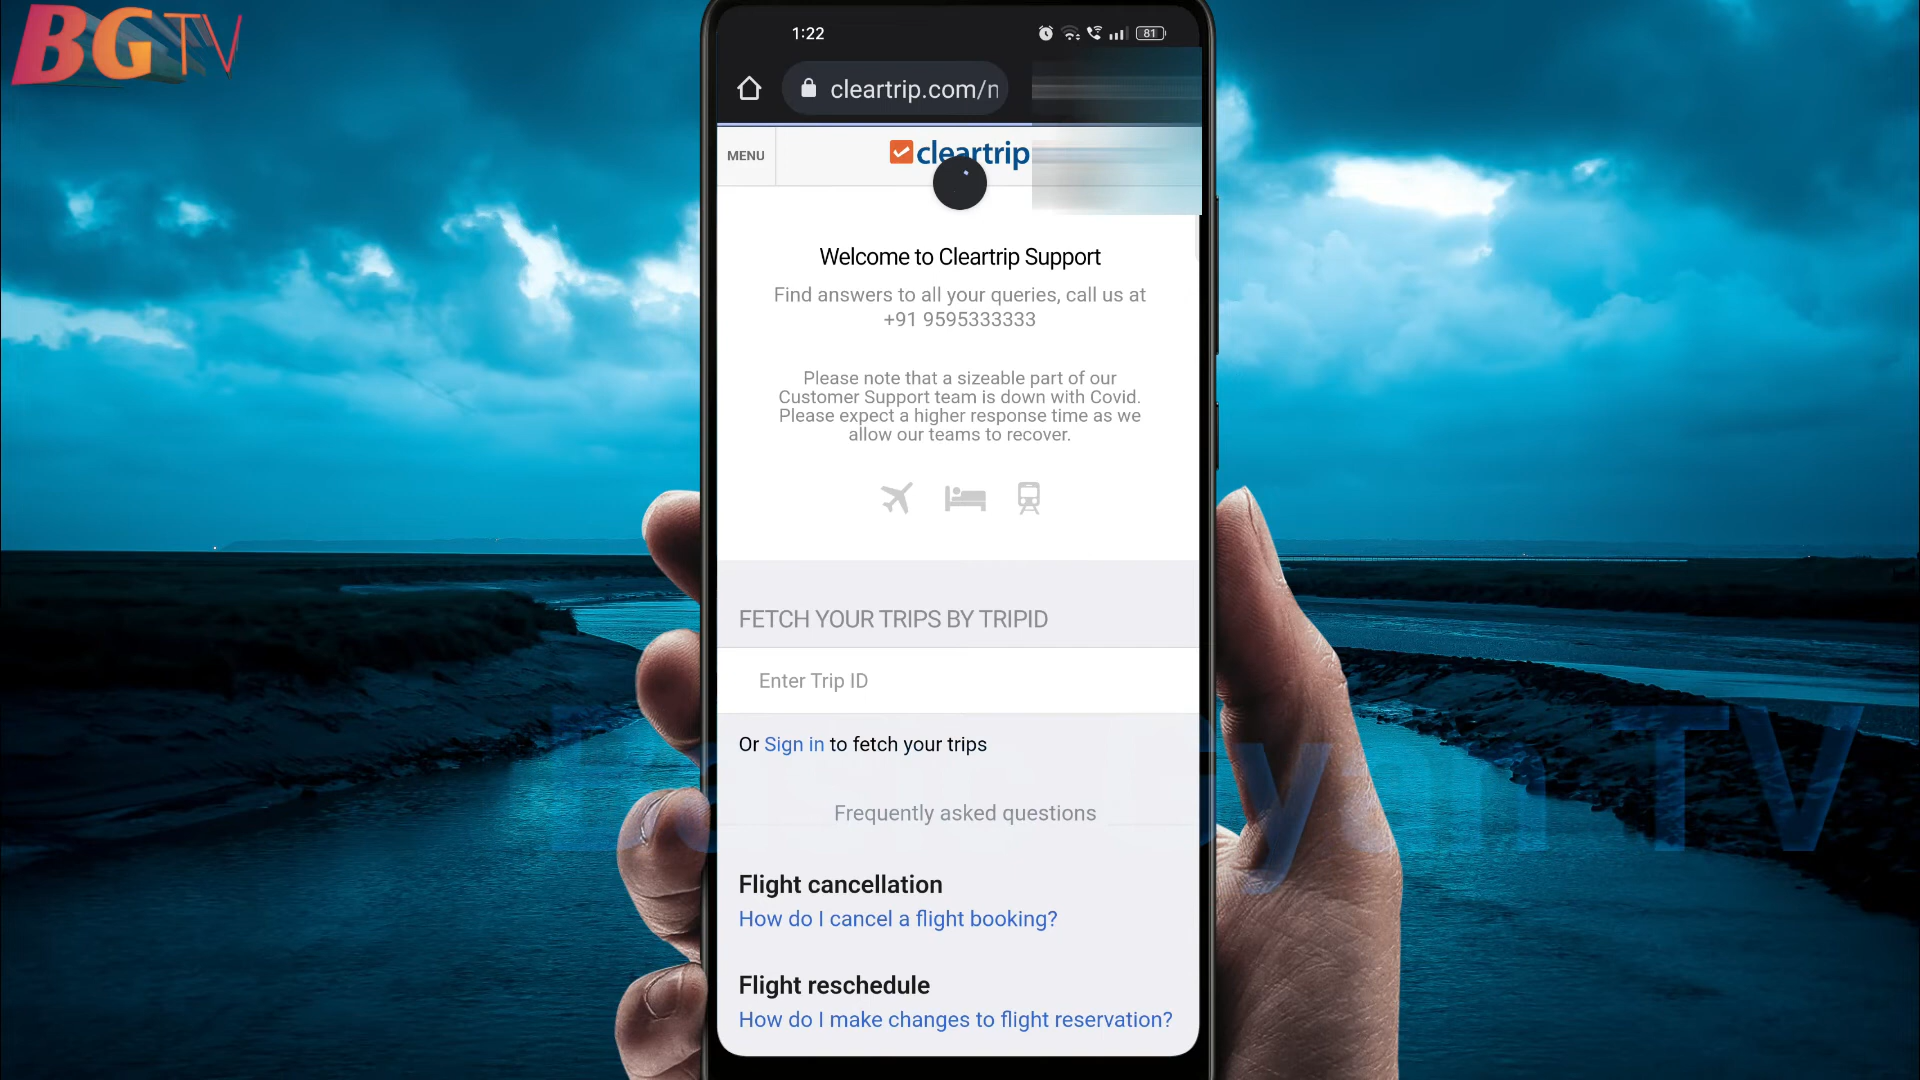 BGTV
1:22
81
cleartrip.com/n
MENU
cleartrip
Welcome to Cleartrip Support
Find answers to all your queries, call us at
+91 9595333333
Please note that a sizeable part of our
Customer Support team is down with Covid.
Please expect a higher response time as we
allow our teams to recover.
FETCH YOUR TRIPS BY TRIPID
Enter Trip ID
Or Sign in to fetch your trips
Frequently asked questions
Flight cancellation
How do I cancel a flight booking?
Flight reschedule
How do I make changes to flight reservation?
Gyan TV